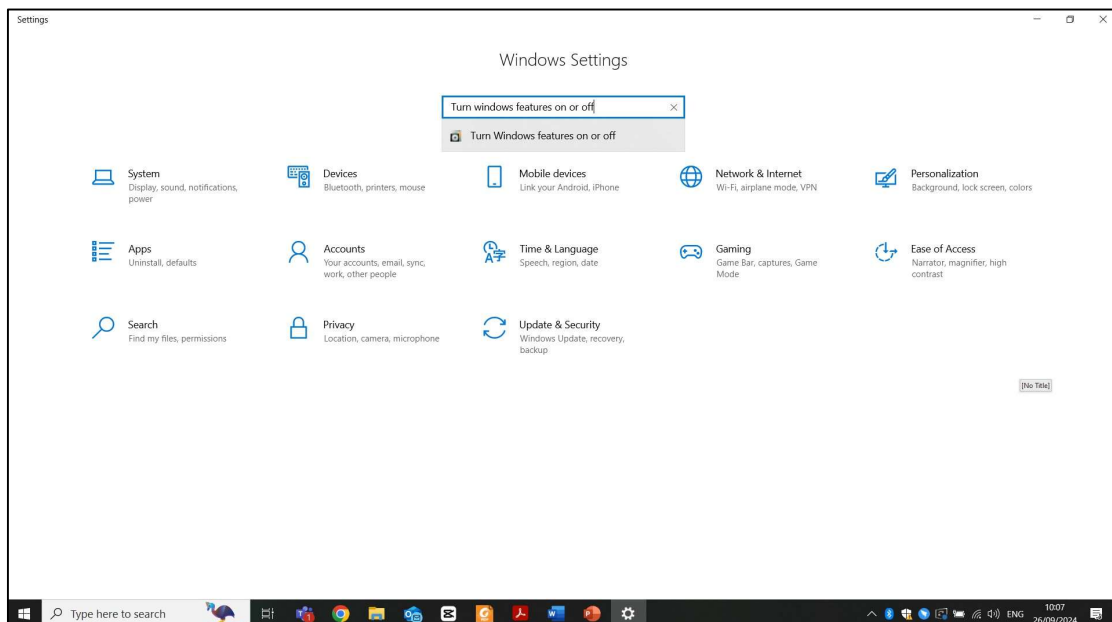 Settings
Windows Settings
Turn windows features on or off
Turn Windows features on or off
System
Display, sound, notifications,
power
Devices
Bluetooth, printers, mouse
Mobile devices
Link your Android, iPhone
Network & Internet
Wi-Fi, airplane mode, VPN
Personalization
Background, lock screen, colors
Apps
Uninstall, defaults
Accounts
Your accounts, email, sync,
work, other people
Time & Language
Speech, region, date
Gaming
Game Bar, captures, Game
Mode
Ease of Access
Narrator, magnifier, high
contrast
Search
Find my files, permissions
Privacy
Location, camera, microphone
Update & Security
Windows Update, recovery,
backup
[No Title]
Type here to search
ENG
10:07
26/09/2024